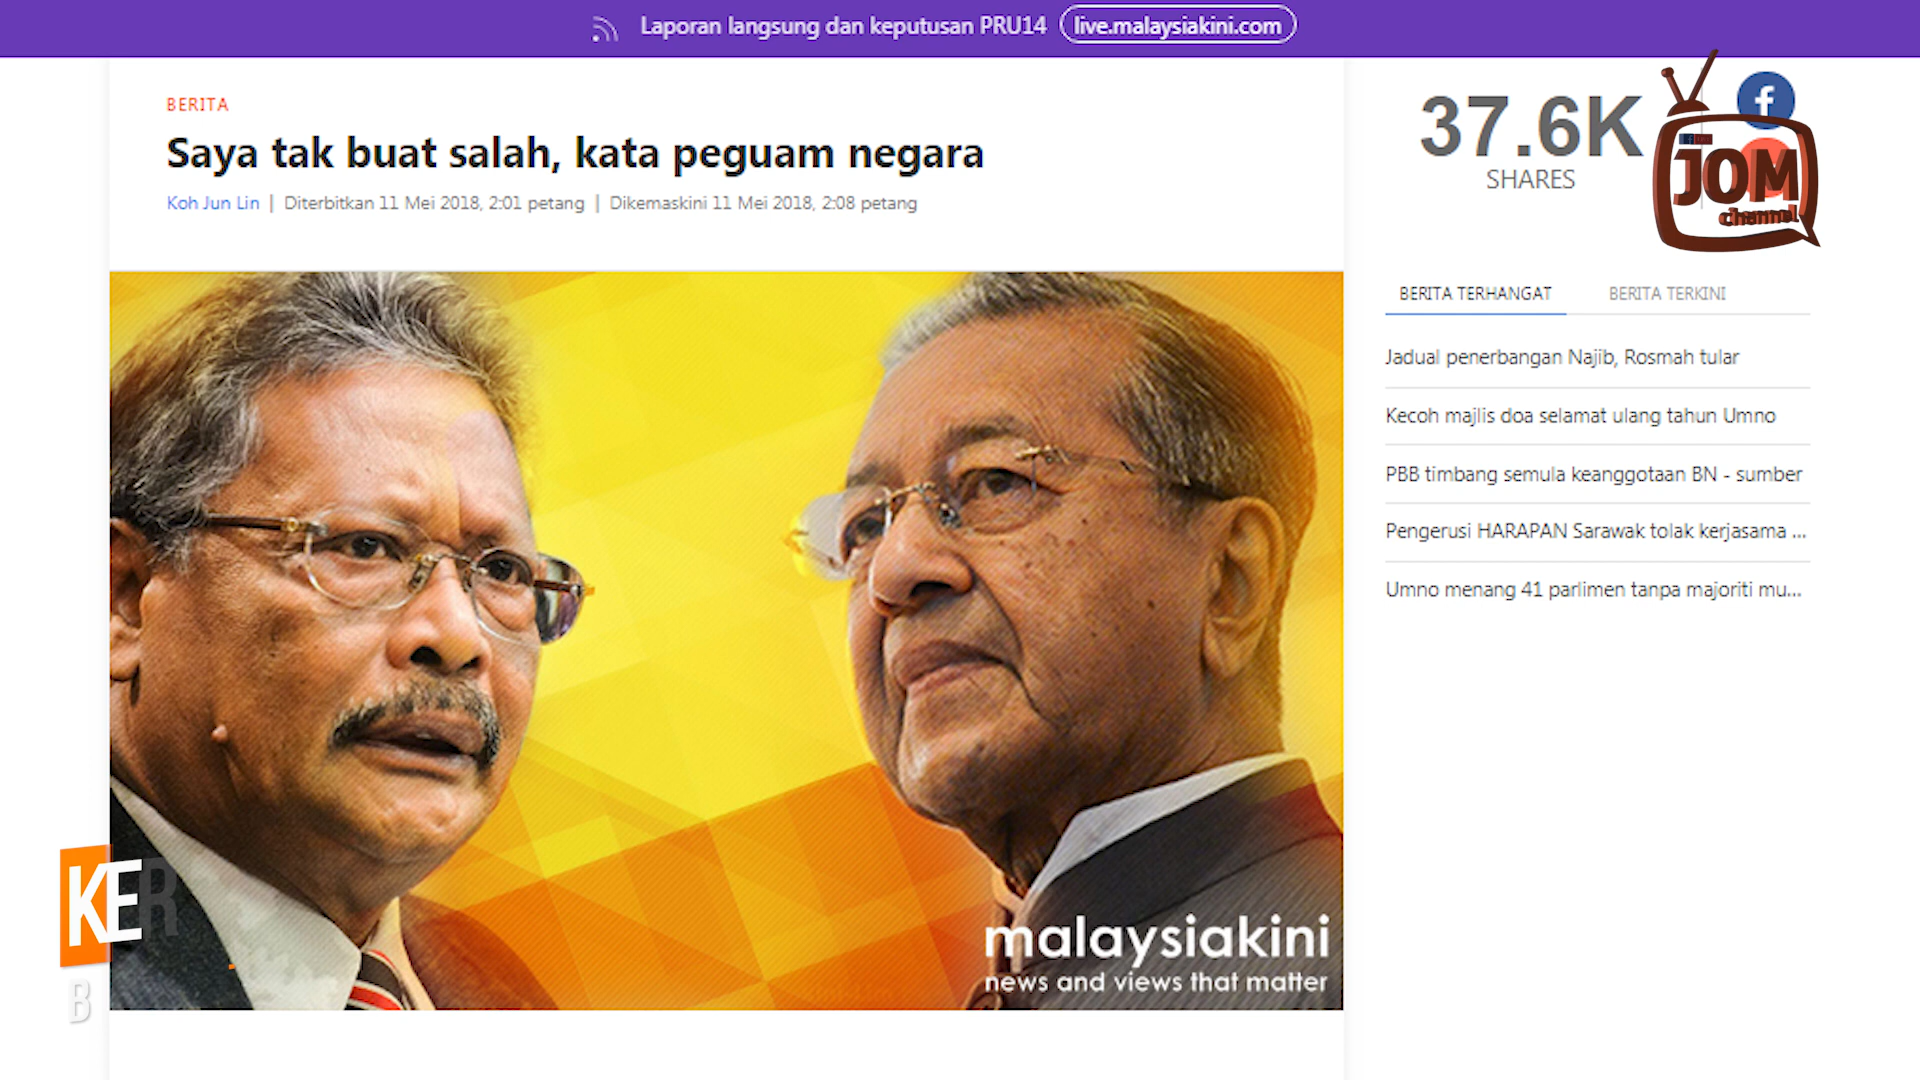 Laporan langsung dan keputusan PRU14 live.malaysiakini.com
BERITA
Saya tak buat salah, kata peguam negara
Koh Jun Lin | Diterbitkan 11 Mei 2018, 2:01 petang | Dikemaskini 11 Mei 2018, 2:08 petang
37.6K
SHARES
f
JOM
channel
BERITA TERHANGAT BERITA TERKINI
Jadual penerbangan Najib, Rosmah tular
Kecoh majlis doa selamat ulang tahun Umno
PBB timbang semula keanggotaan BN - sumber
Pengerusi HARAPAN Sarawak tolak kerjasama ...
Umno menang 41 parlimen tanpa majoriti mu...
malaysiakini
news and views that matter
KER
B